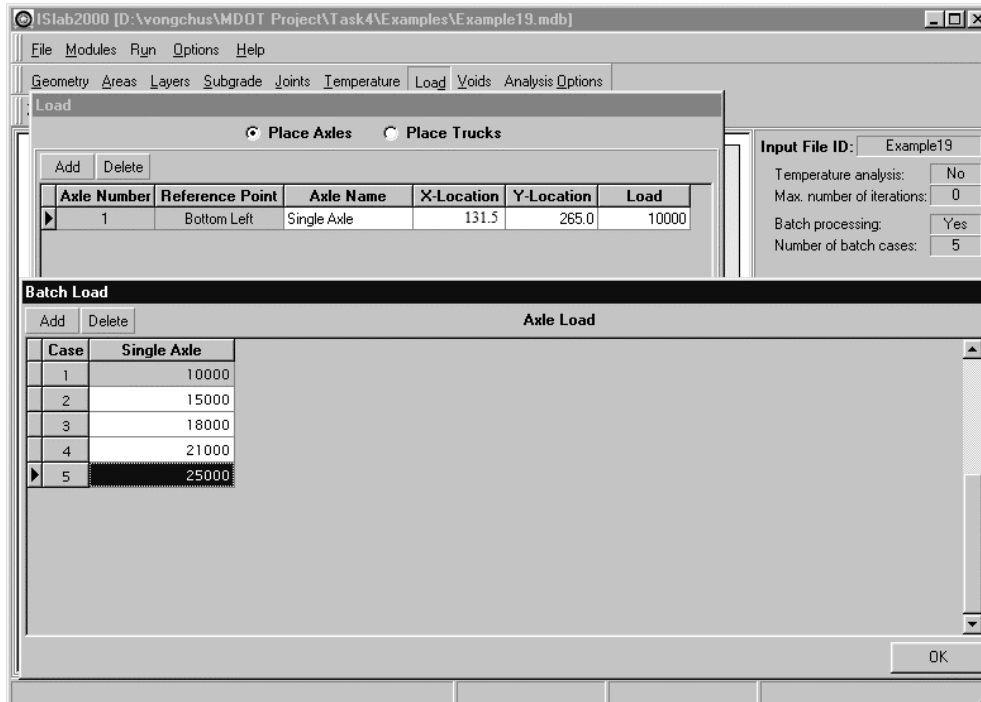 ISlab2000 [D:\vongchus\MDOT Project\Task4\Examples\Example19.mdb]
File Modules Run Options Help
Geometry Areas Layers Subgrade Joints Temperature Load Voids Analysis Options
Load
Place Axles Place Trucks
Add Delete
Axle Number Reference Point Axle Name X-Location Y-Location Load
1 Bottom Left Single Axle 131.5 265.0 10000
Input File ID: Example19
Temperature analysis: No
Max. number of iterations: 0
Batch processing: Yes
Number of batch cases: 5
Batch Load
Add Delete Axle Load
Case Single Axle
1 10000
2 15000
3 18000
4 21000
5 25000
OK